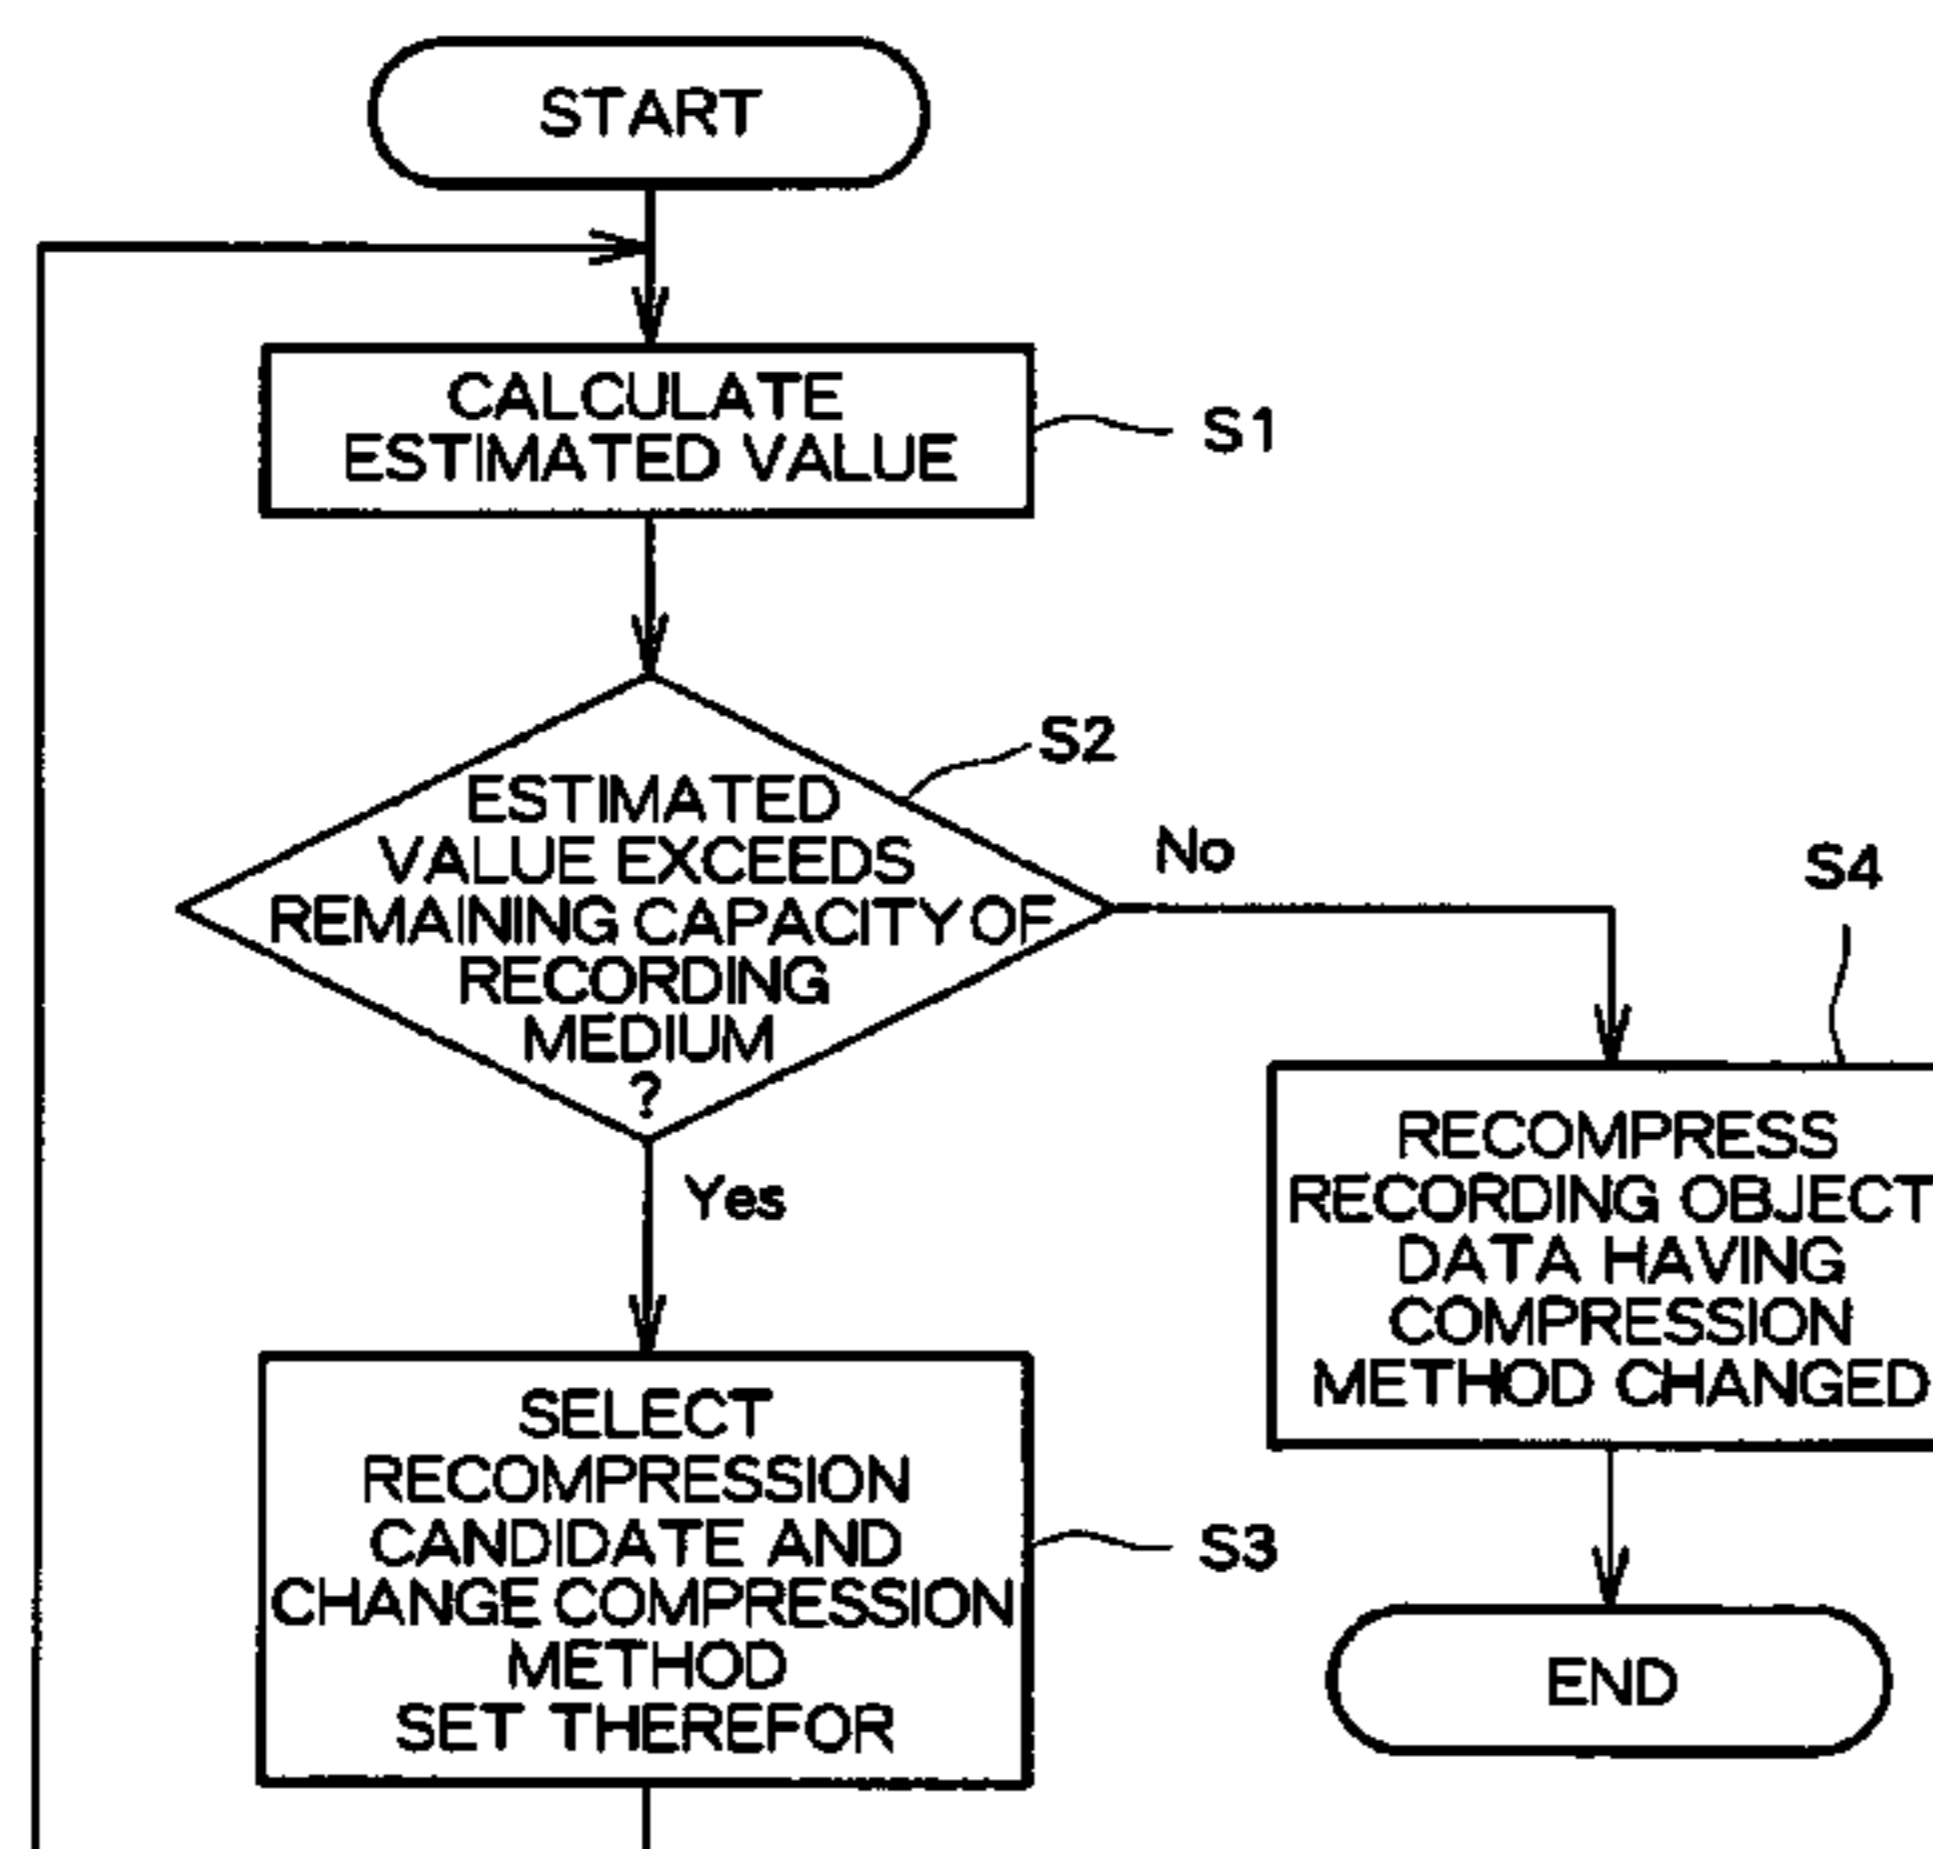 START
CALCULATE
ESTIMATED VALUE
S1
S2
ESTIMATED
VALUE EXCEEDS
REMAINING CAPACITY OF
RECORDING
MEDIUM
?
No
Yes
S4
RECOMPRESS
RECORDING OBJECT
DATA HAVING
COMPRESSION
METHOD CHANGED
SELECT
RECOMPRESSION
CANDIDATE AND
CHANGE COMPRESSION
METHOD
SET THEREFOR
S3
END